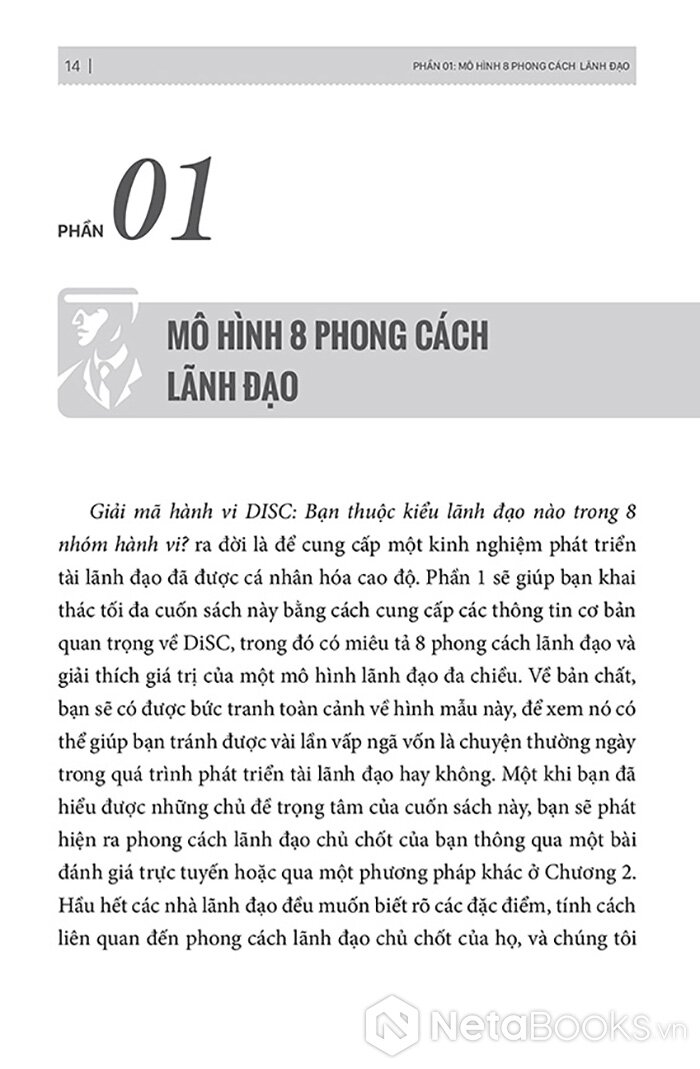 14 |
PHẦN 01: MÔ HÌNH 8 PHONG CÁCH LÃNH ĐẠO
PHẦN 01
MÔ HÌNH 8 PHONG CÁCH
LÃNH ĐẠO
Giải mã hành vi DISC: Bạn thuộc kiểu lãnh đạo nào trong 8
nhóm hành vi? ra đời là để cung cấp một kinh nghiệm phát triển
tài lãnh đạo đã được cá nhân hóa cao độ. Phần 1 sẽ giúp bạn khai
thác tối đa cuốn sách này bằng cách cung cấp các thông tin cơ bản
quan trọng về DiSC, trong đó có miêu tả 8 phong cách lãnh đạo và
giải thích giá trị của một mô hình lãnh đạo đa chiều. Về bản chất,
bạn sẽ có được bức tranh toàn cảnh về hình mẫu này, để xem nó có
thể giúp bạn tránh được vài lần vấp ngã vốn là chuyện thường ngày
trong quá trình phát triển tài lãnh đạo hay không. Một khi bạn đã
hiểu được những chủ đề trọng tâm của cuốn sách này, bạn sẽ phát
hiện ra phong cách lãnh đạo chủ chốt của bạn thông qua một bài
đánh giá trực tuyến hoặc qua một phương pháp khác ở Chương 2.
Hầu hết các nhà lãnh đạo đều muốn biết rõ các đặc điểm, tính cách
liên quan đến phong cách lãnh đạo chủ chốt của họ, và chúng tôi
NetaBooks.vn